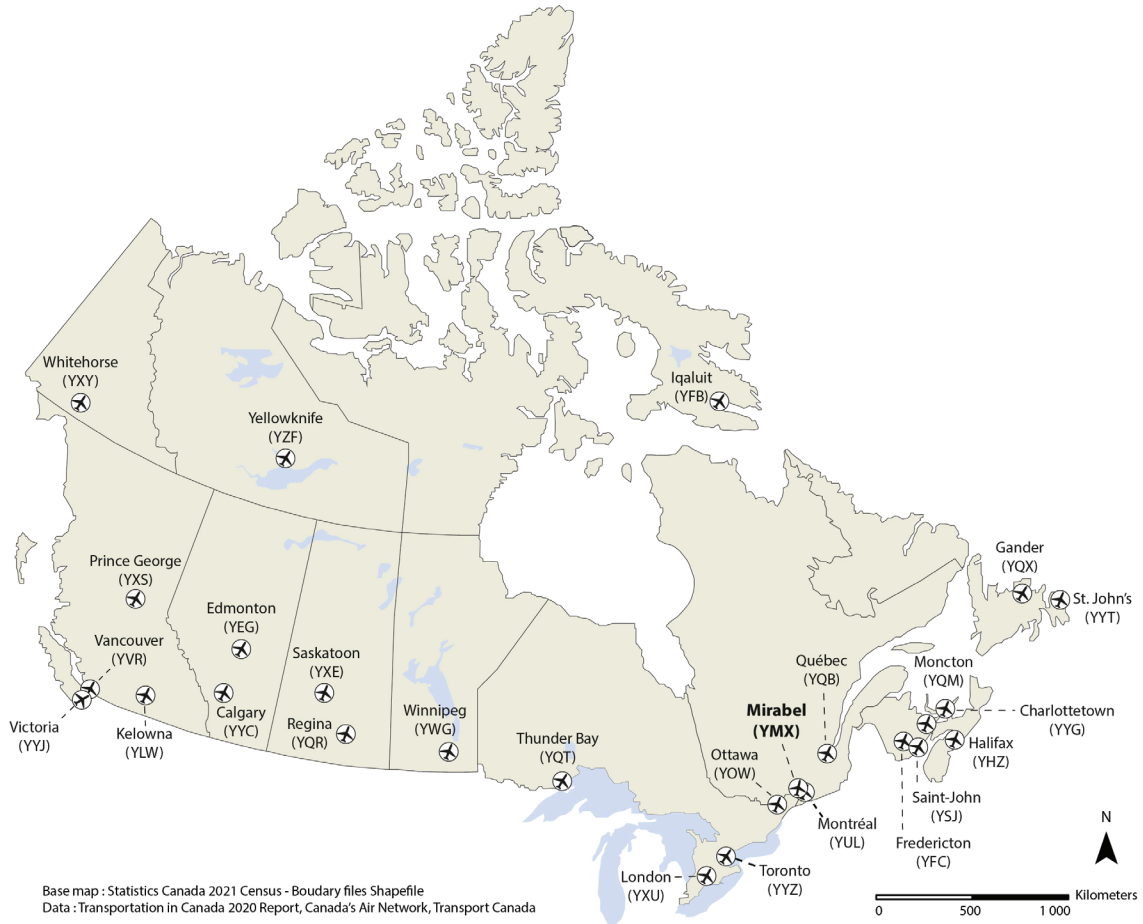 Whitehorse
(YXY)
Iqaluit
(YFB)
Yellowknife
(YZF)
Prince George
(YXS)
Gander
(YQX)
St. John's
(YYT)
Edmonton
(YEG)
Vancouver
(YVR)
Saskatoon
(YXE)
Québec
(YQB)
Moncton
(YQM)
Victoria
(YYJ)
Kelowna
(YLW)
Calgary
(YYC)
Regina
(YQR)
Winnipeg
(YWG)
Mirabel
(YMX)
Charlottetown
(YYG)
Thunder Bay
(YQT)
Ottawa
(YOW)
Halifax
(YHZ)
Saint-John
(YSJ)
Montréal
(YUL)
Fredericton
(YFC)
London
(YXU)
Toronto
(YYZ)
N
Kilometers
0 500 1 000
Base map : Statistics Canada 2021 Census - Boudary files Shapefile
Data : Transportation in Canada 2020 Report, Canada's Air Network, Transport Canada